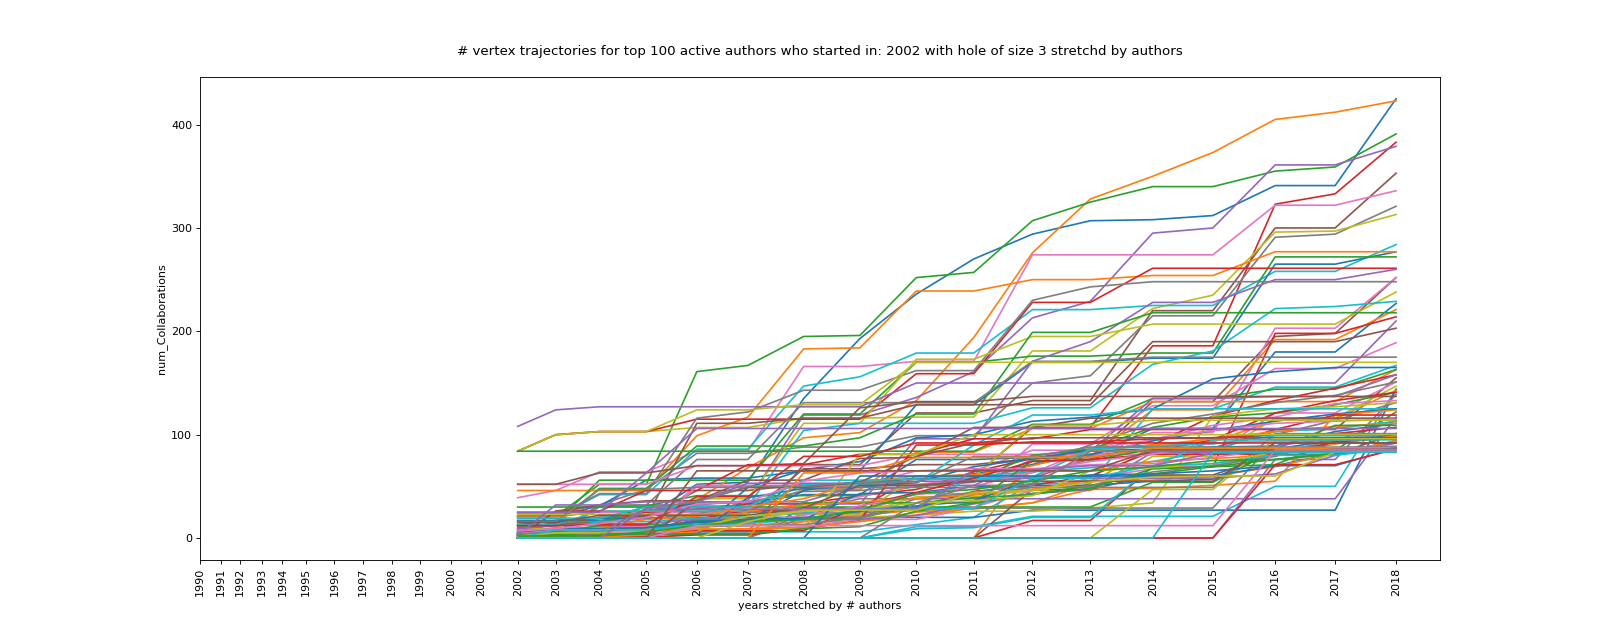 # vertex trajectories for top 100 active authors who started in: 2002 with hole of size 3 stretchd by authors
num_Collaborations
400
300
200
100
0
1990 1991 1992 1993 1994 1995 1996 1997 1998 1999 2000 2001 2002 2003 2004 2005 2006 2007 2008 2009 2010 2011 2012 2013 2014 2015 2016 2017 2018
years stretched by # authors